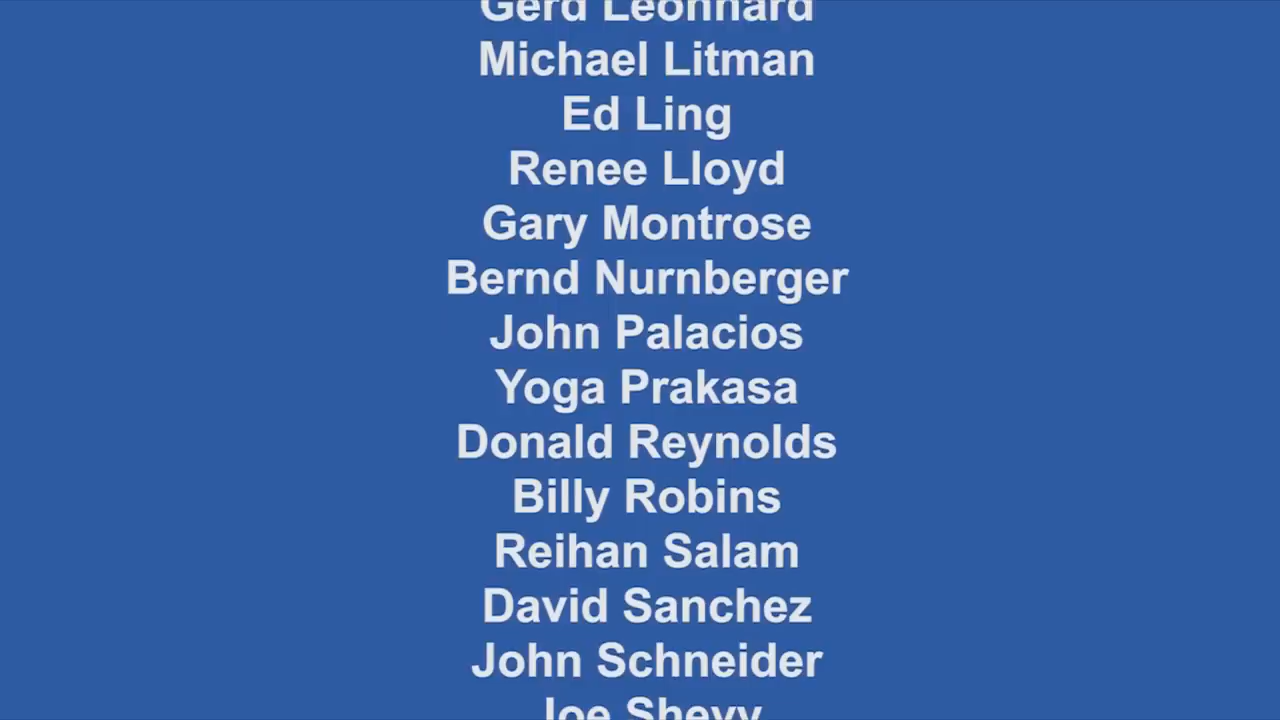 Gerd Leonhard
Michael Litman
Ed Ling
Renee Lloyd
Gary Montrose
Bernd Nurnberger
John Palacios
Yoga Prakasa
Donald Reynolds
Billy Robins
Reihan Salam
David Sanchez
John Schneider
Joe